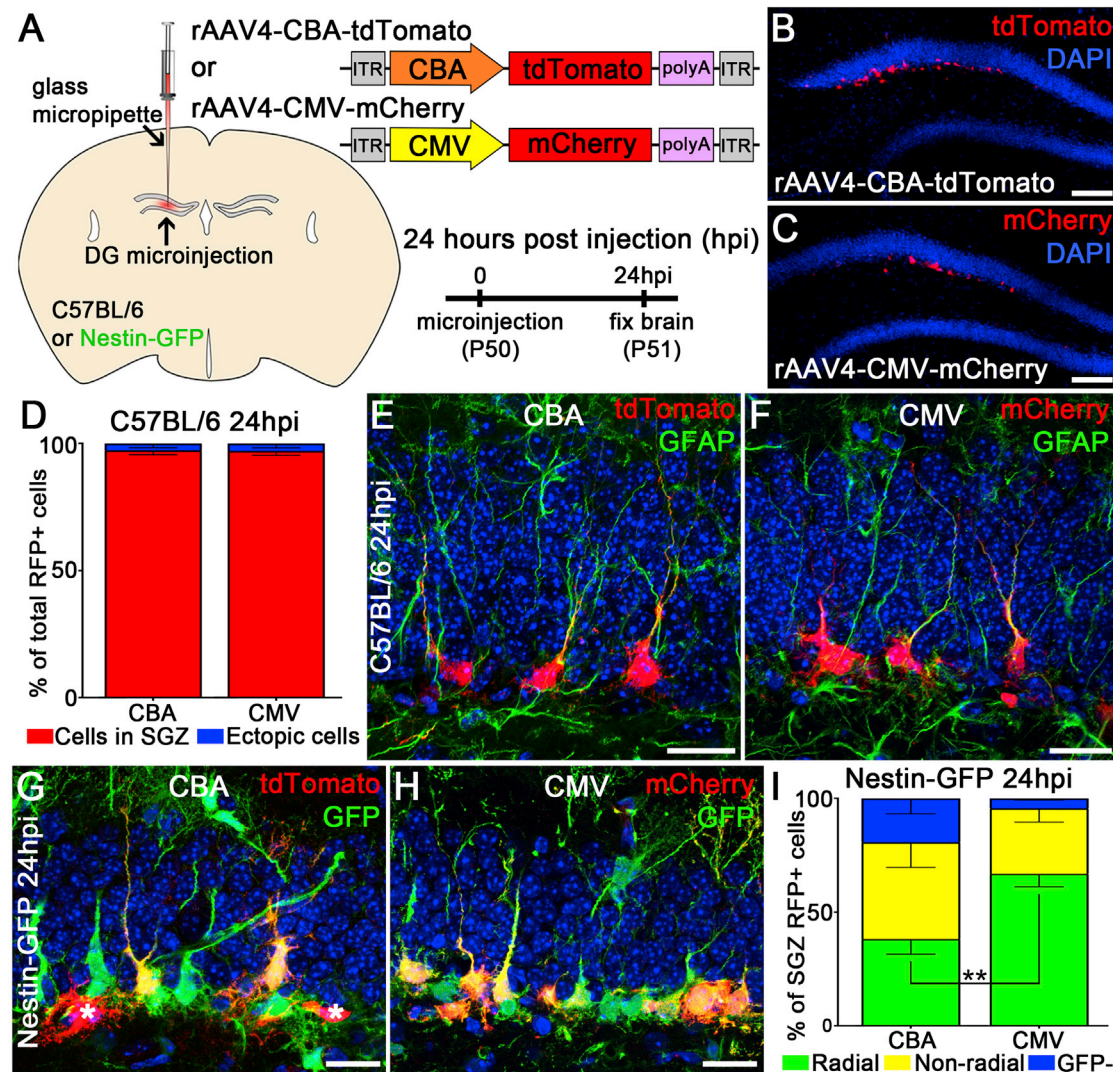 A
rAAV4-CBA-tdTomato
or
rAAV4-CMV-mCherry
glass
micropipette
ITR CBA tdTomato polyA ITR
ITR CMV mCherry polyA ITR
DG microinjection
C57BL/6
or Nestin-GFP
24 hours post injection (hpi)
0 24hpi
microinjection fix brain
(P50) (P51)
B tdTomato
DAPI
rAAV4-CBA-tdTomato
C mCherry
DAPI
rAAV4-CMV-mCherry
D C57BL/6 24hpi
% of total RFP+ cells
100
50
0
CBA CMV
Cells in SGZ Ectopic cells
C57BL/6 24hpi
E CBA tdTomato
GFAP
F CMV mCherry
GFAP
Nestin-GFP 24hpi
G CBA tdTomato
GFP
* *
H CMV mCherry
GFP
I Nestin-GFP 24hpi
% of SGZ RFP+ cells
100
50
0
**
CBA CMV
Radial Non-radial GFP-